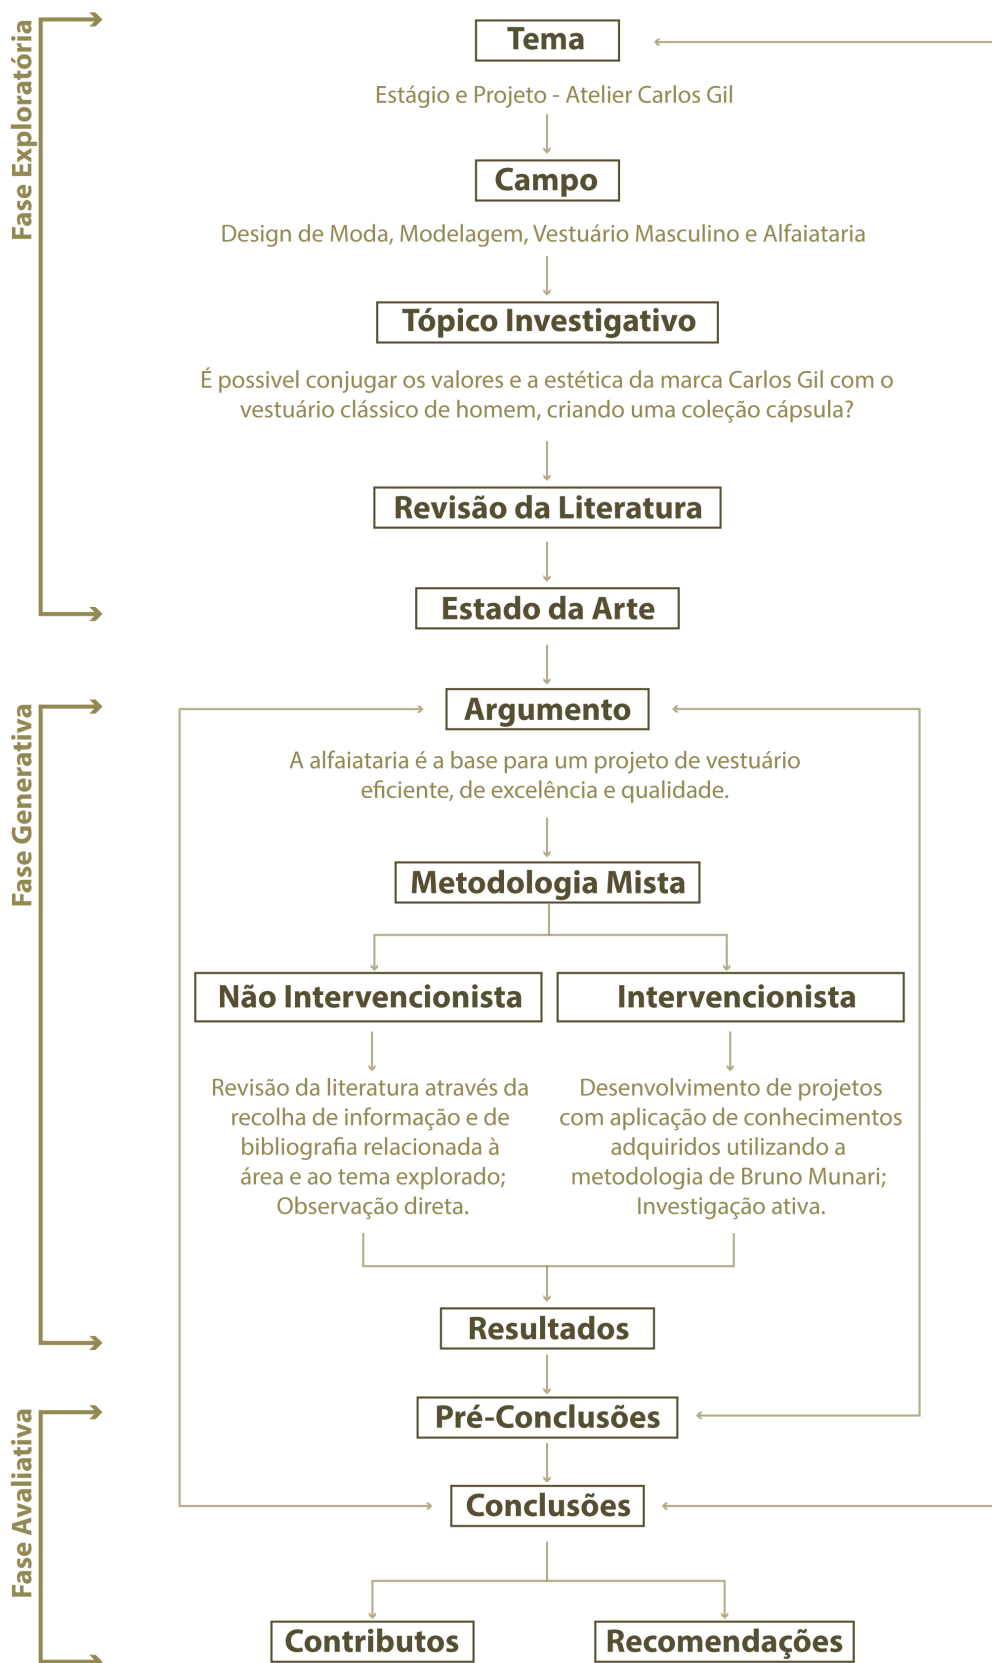 Fase Exploratória
Tema
Estágio e Projeto - Atelier Carlos Gil
Campo
Design de Moda, Modelagem, Vestuário Masculino e Alfaiataria
Tópico Investigativo
É possivel conjugar os valores e a estética da marca Carlos Gil com o
vestuário clássico de homem, criando uma coleção cápsula?
Revisão da Literatura
Estado da Arte
Fase Generativa
Argumento
A alfaiataria é a base para um projeto de vestuário
eficiente, de excelência e qualidade.
Metodologia Mista
Não Intervencionista
Revisão da literatura através da
recolha de informação e de
bibliografia relacionada à
área e ao tema explorado;
Observação direta.
Intervencionista
Desenvolvimento de projetos
com aplicação de conhecimentos
adquiridos utilizando a
metodologia de Bruno Munari;
Investigação ativa.
Resultados
Fase Avaliativa
Pré-Conclusões
Conclusões
Contributos
Recomendações